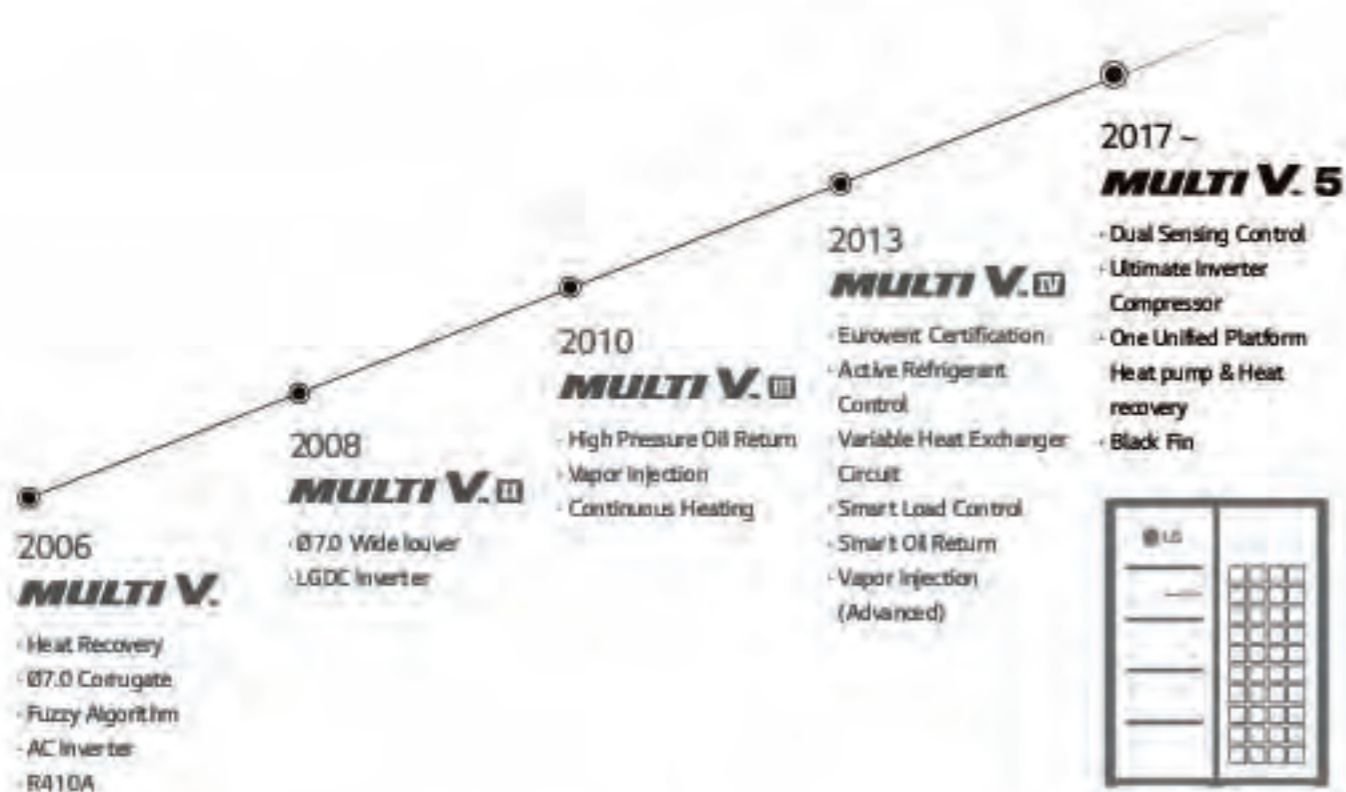 2017 ~
MULTI V. 5
· Dual Sensing Control
· Ultimate Inverter
Compressor
· One Unified Platform
Heat pump & Heat
recovery
· Black Fin
LG
2013
MULTI V. IV
· Eurovent Certification
· Active Refrigerant
Control
· Variable Heat Exchanger
Circuit
· Smart Load Control
· Smart Oil Return
· Vapor Injection
(Advanced)
2010
MULTI V. III
· High Pressure Oil Return
· Vapor Injection
· Continuous Heating
2008
MULTI V. II
· Ø7.0 Wide louver
· LGDC Inverter
2006
MULTI V.
· Heat Recovery
· Ø7.0 Corrugate
· Fuzzy Algorithm
· AC Inverter
· R410A